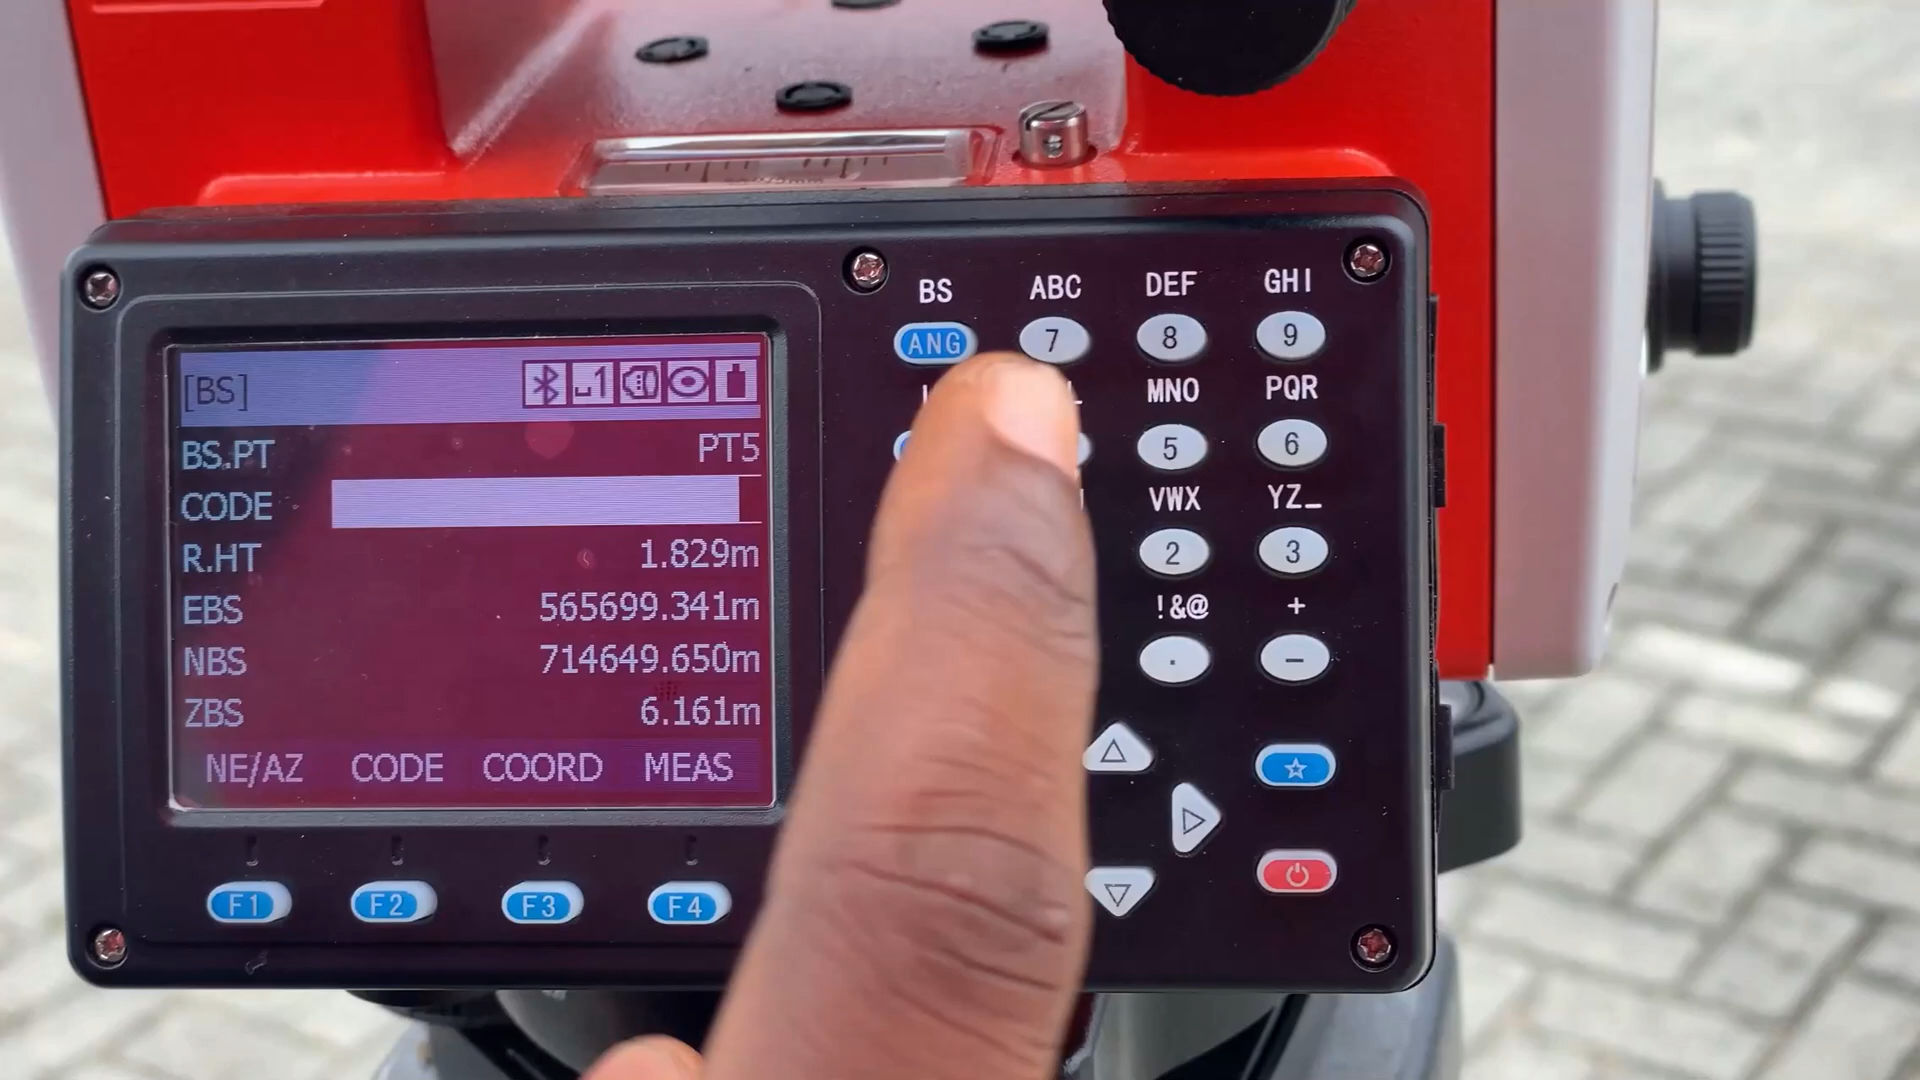 [BS] 1
BS.PT PT5
CODE
R.HT 1.829m
EBS 565699.341m
NBS 714649.650m
ZBS 6.161m
NE/AZ CODE COORD MEAS
F1 F2 F3 F4
BS ABC DEF GHI
ANG 7 8 9
MNO PQR
5 6
VWX YZ_
2 3
!&@ +
. -